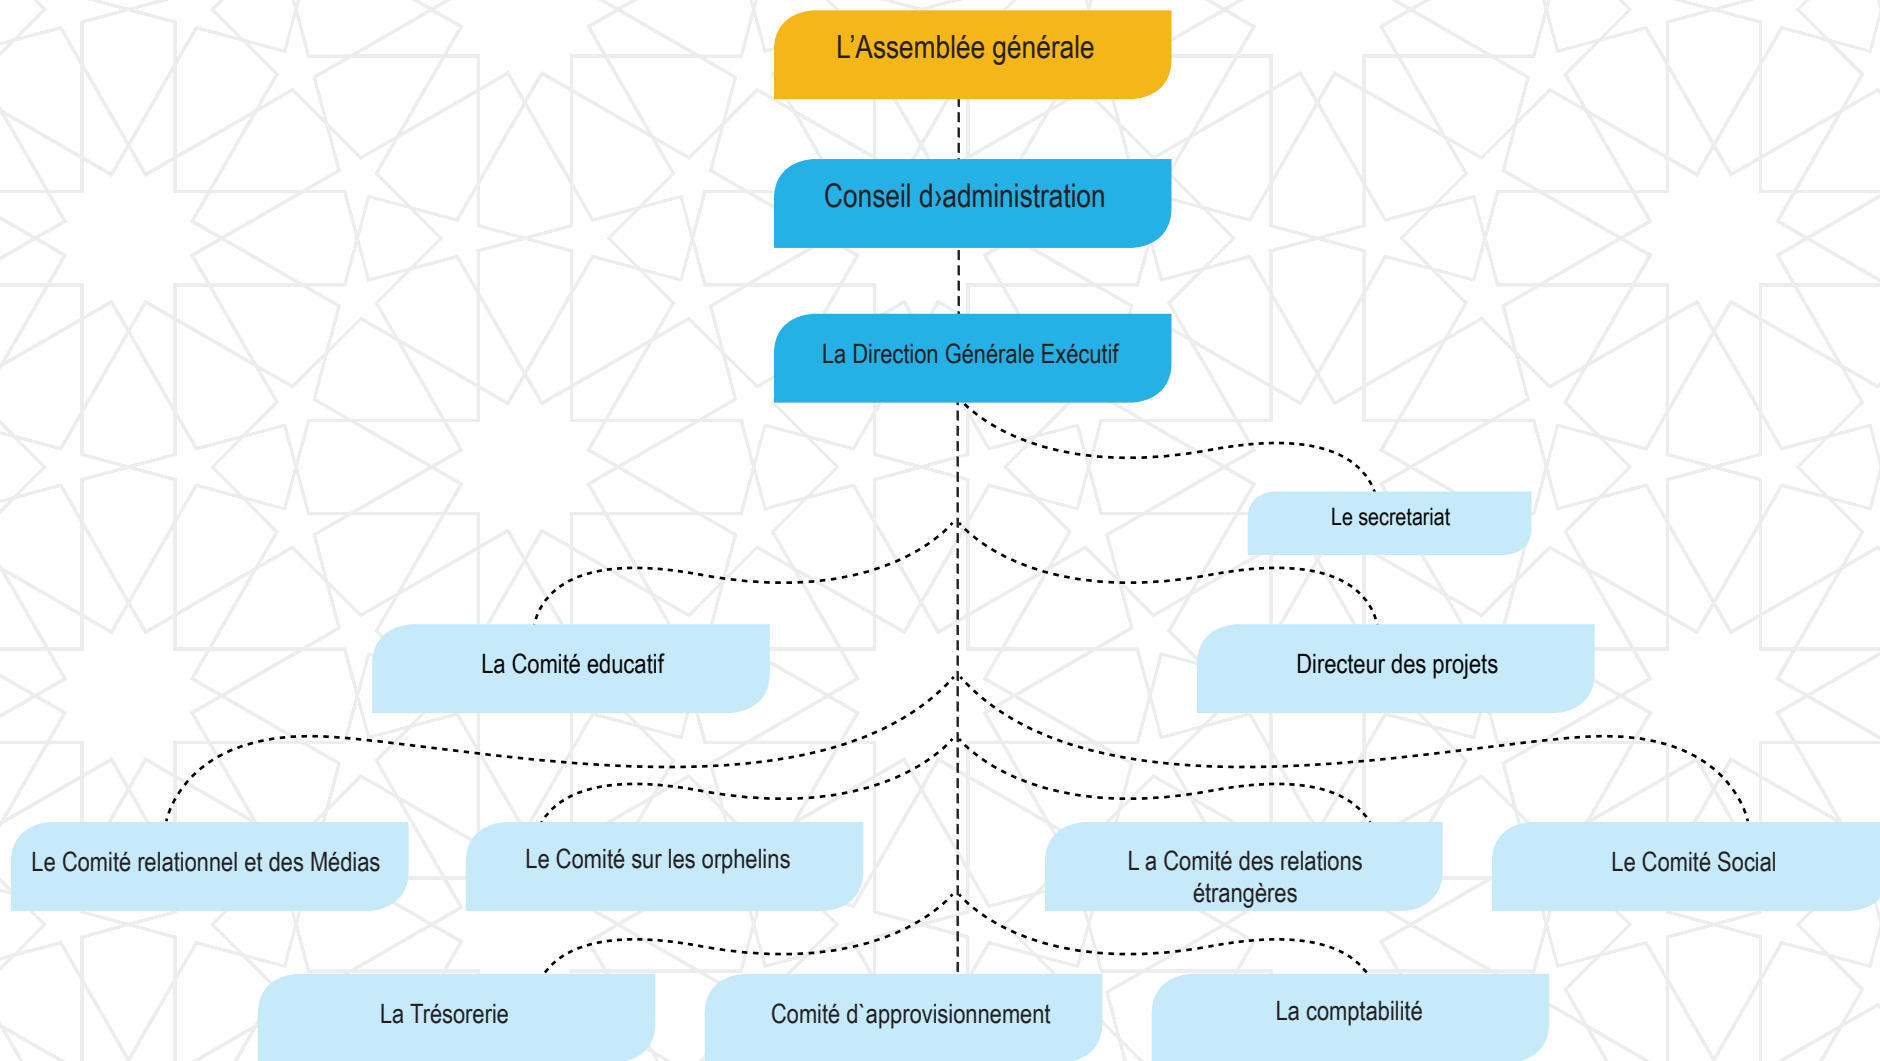 L’Assemblée générale
Conseil d›administration
La Direction Générale Exécutif
Le secretariat
La Comité educatif
Directeur des projets
Le Comité relationnel et des Médias
Le Comité sur les orphelins
L a Comité des relations
étrangères
Le Comité Social
La Trésorerie
Comité d`approvisionnement
La comptabilité